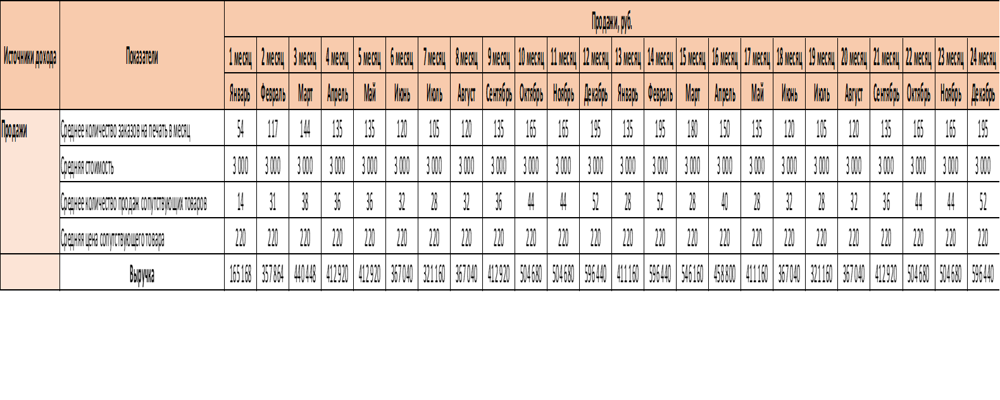 Продажи, руб.
Источники дохода Показатели 1 месяц 2 месяц 3 месяц 4 месяц 5 месяц 6 месяц 7 месяц 8 месяц 9 месяц 10 месяц 11 месяц 12 месяц 13 месяц 14 месяц 15 месяц 16 месяц 17 месяц 18 месяц 19 месяц 20 месяц 21 месяц 22 месяц 23 месяц 24 месяц
Январь Февраль Март Апрель Май Июнь Июль Август Сентябрь Октябрь Ноябрь Декабрь Январь Февраль Март Апрель Май Июнь Июль Август Сентябрь Октябрь Ноябрь Декабрь
Продажи Среднее количество заказов на печать в месяц 54 117 144 135 135 120 105 120 135 165 165 195 135 195 180 150 135 120 105 120 135 165 165 195
Средняя стоимость 3 000 3 000 3 000 3 000 3 000 3 000 3 000 3 000 3 000 3 000 3 000 3 000 3 000 3 000 3 000 3 000 3 000 3 000 3 000 3 000 3 000 3 000 3 000 3 000
Среднее количество продаж сопутствующих товаров 14 31 38 36 36 32 28 32 36 44 44 52 28 52 28 40 28 32 28 32 36 44 44 52
Средняя цена сопутствующего товара 220 220 220 220 220 220 220 220 220 220 220 220 220 220 220 220 220 220 220 220 220 220 220 220
Выручка 165 168 357 864 440 448 412 920 412 920 367 040 321 160 367 040 412 920 504 680 504 680 596 440 411 160 596 440 546 160 458 800 411 160 367 040 321 160 367 040 412 920 504 680 504 680 596 440